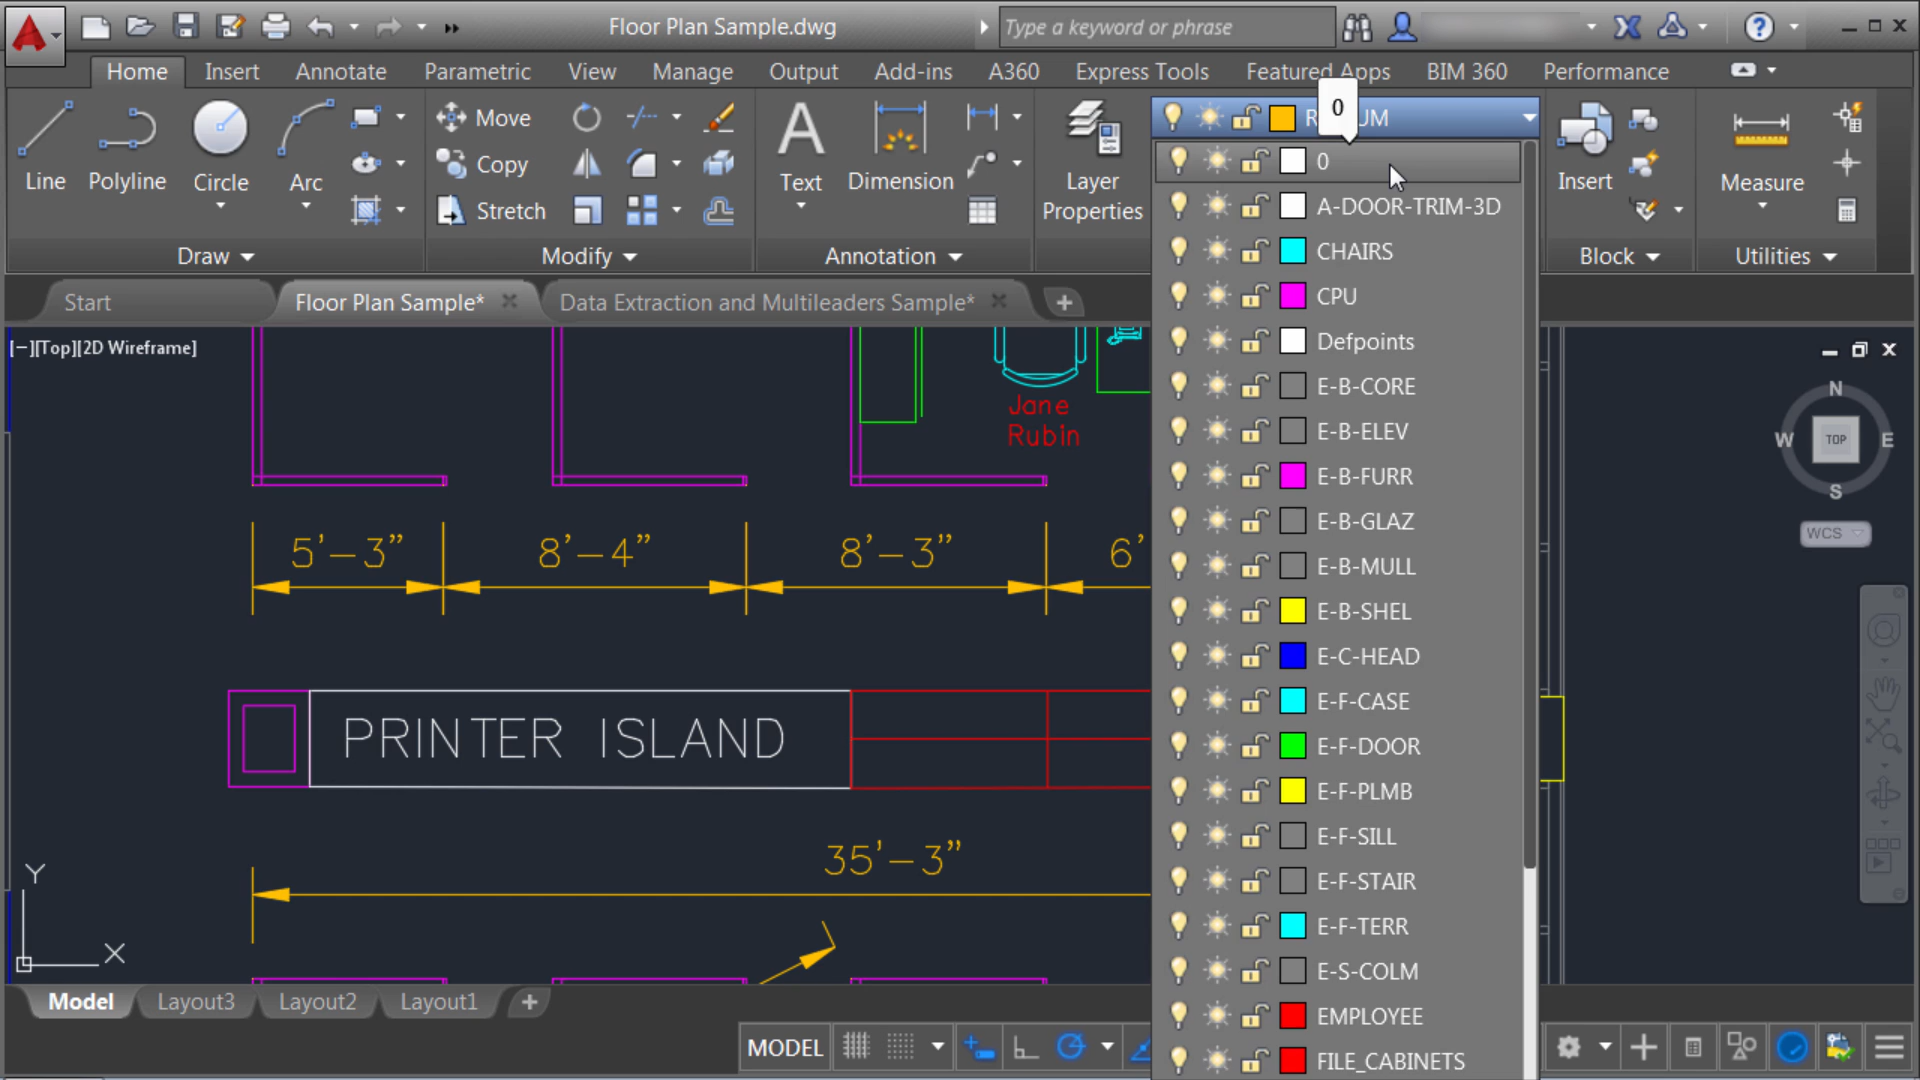 Floor Plan Sample.dwg
Type a keyword or phrase
Home Insert Annotate Parametric View Manage Output Add-ins A360 Express Tools Featured Apps BIM 360 Performance
Line
Polyline
Circle
Arc
Move
Copy
Stretch
Text
Dimension
Layer
Properties
0
Insert
Measure
Draw
Modify
Annotation
Block
Utilities
Start
Floor Plan Sample*
Data Extraction and Multileaders Sample*
0
A-DOOR-TRIM-3D
CHAIRS
CPU
Defpoints
E-B-CORE
E-B-ELEV
E-B-FURR
E-B-GLAZ
E-B-MULL
E-B-SHEL
E-C-HEAD
E-F-CASE
E-F-DOOR
E-F-PLMB
E-F-SILL
E-F-STAIR
E-F-TERR
E-S-COLM
EMPLOYEE
FILE_CABINETS
[−][Top][2D Wireframe]
Jane
Rubin
N
W TOP E
S
WCS
5'-3" 8'-4" 8'-3" 6'
PRINTER ISLAND
35'-3"
Y
X
Model Layout3 Layout2 Layout1
MODEL